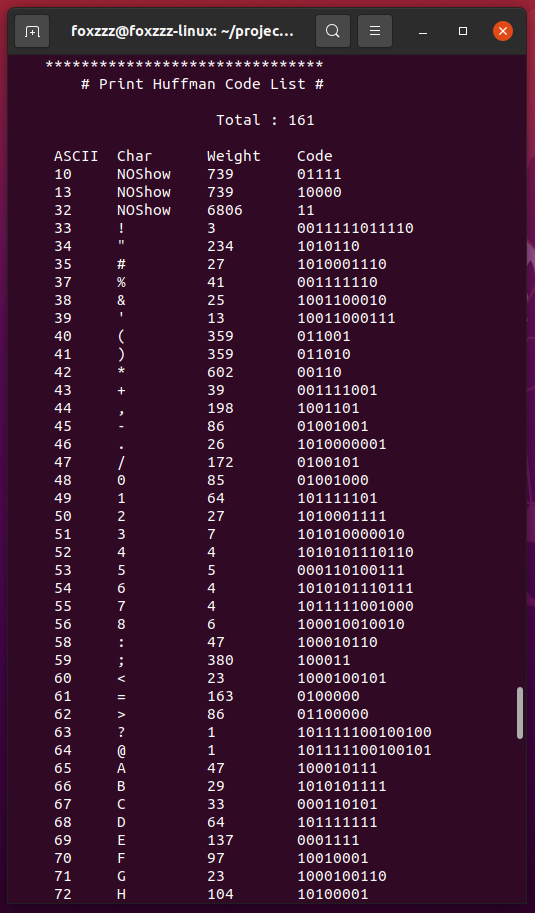 foxzzz@foxzzz-linux: ~/projec...
*******************************
# Print Huffman Code List #
Total : 161
ASCII Char Weight Code
10 NOShow 739 01111
13 NOShow 739 10000
32 NOShow 6806 11
33 ! 3 0011111011110
34 " 234 1010110
35 # 27 1010001110
37 % 41 001111110
38 & 25 1001100010
39 ' 13 10011000111
40 ( 359 011001
41 ) 359 011010
42 * 602 00110
43 + 39 001111001
44 , 198 1001101
45 - 86 01001001
46 . 26 1010000001
47 / 172 0100101
48 0 85 01001000
49 1 64 101111101
50 2 27 1010001111
51 3 7 101010000010
52 4 4 1010101110110
53 5 5 000110100111
54 6 4 1010101110111
55 7 4 1011111001000
56 8 6 100010010010
58 : 47 100010110
59 ; 380 100011
60 < 23 1000100101
61 = 163 0100000
62 > 86 01100000
63 ? 1 101111100100100
64 @ 1 101111100100101
65 A 47 100010111
66 B 29 1010101111
67 C 33 000110101
68 D 64 101111111
69 E 137 0001111
70 F 97 10010001
71 G 23 1000100110
72 H 104 10100001